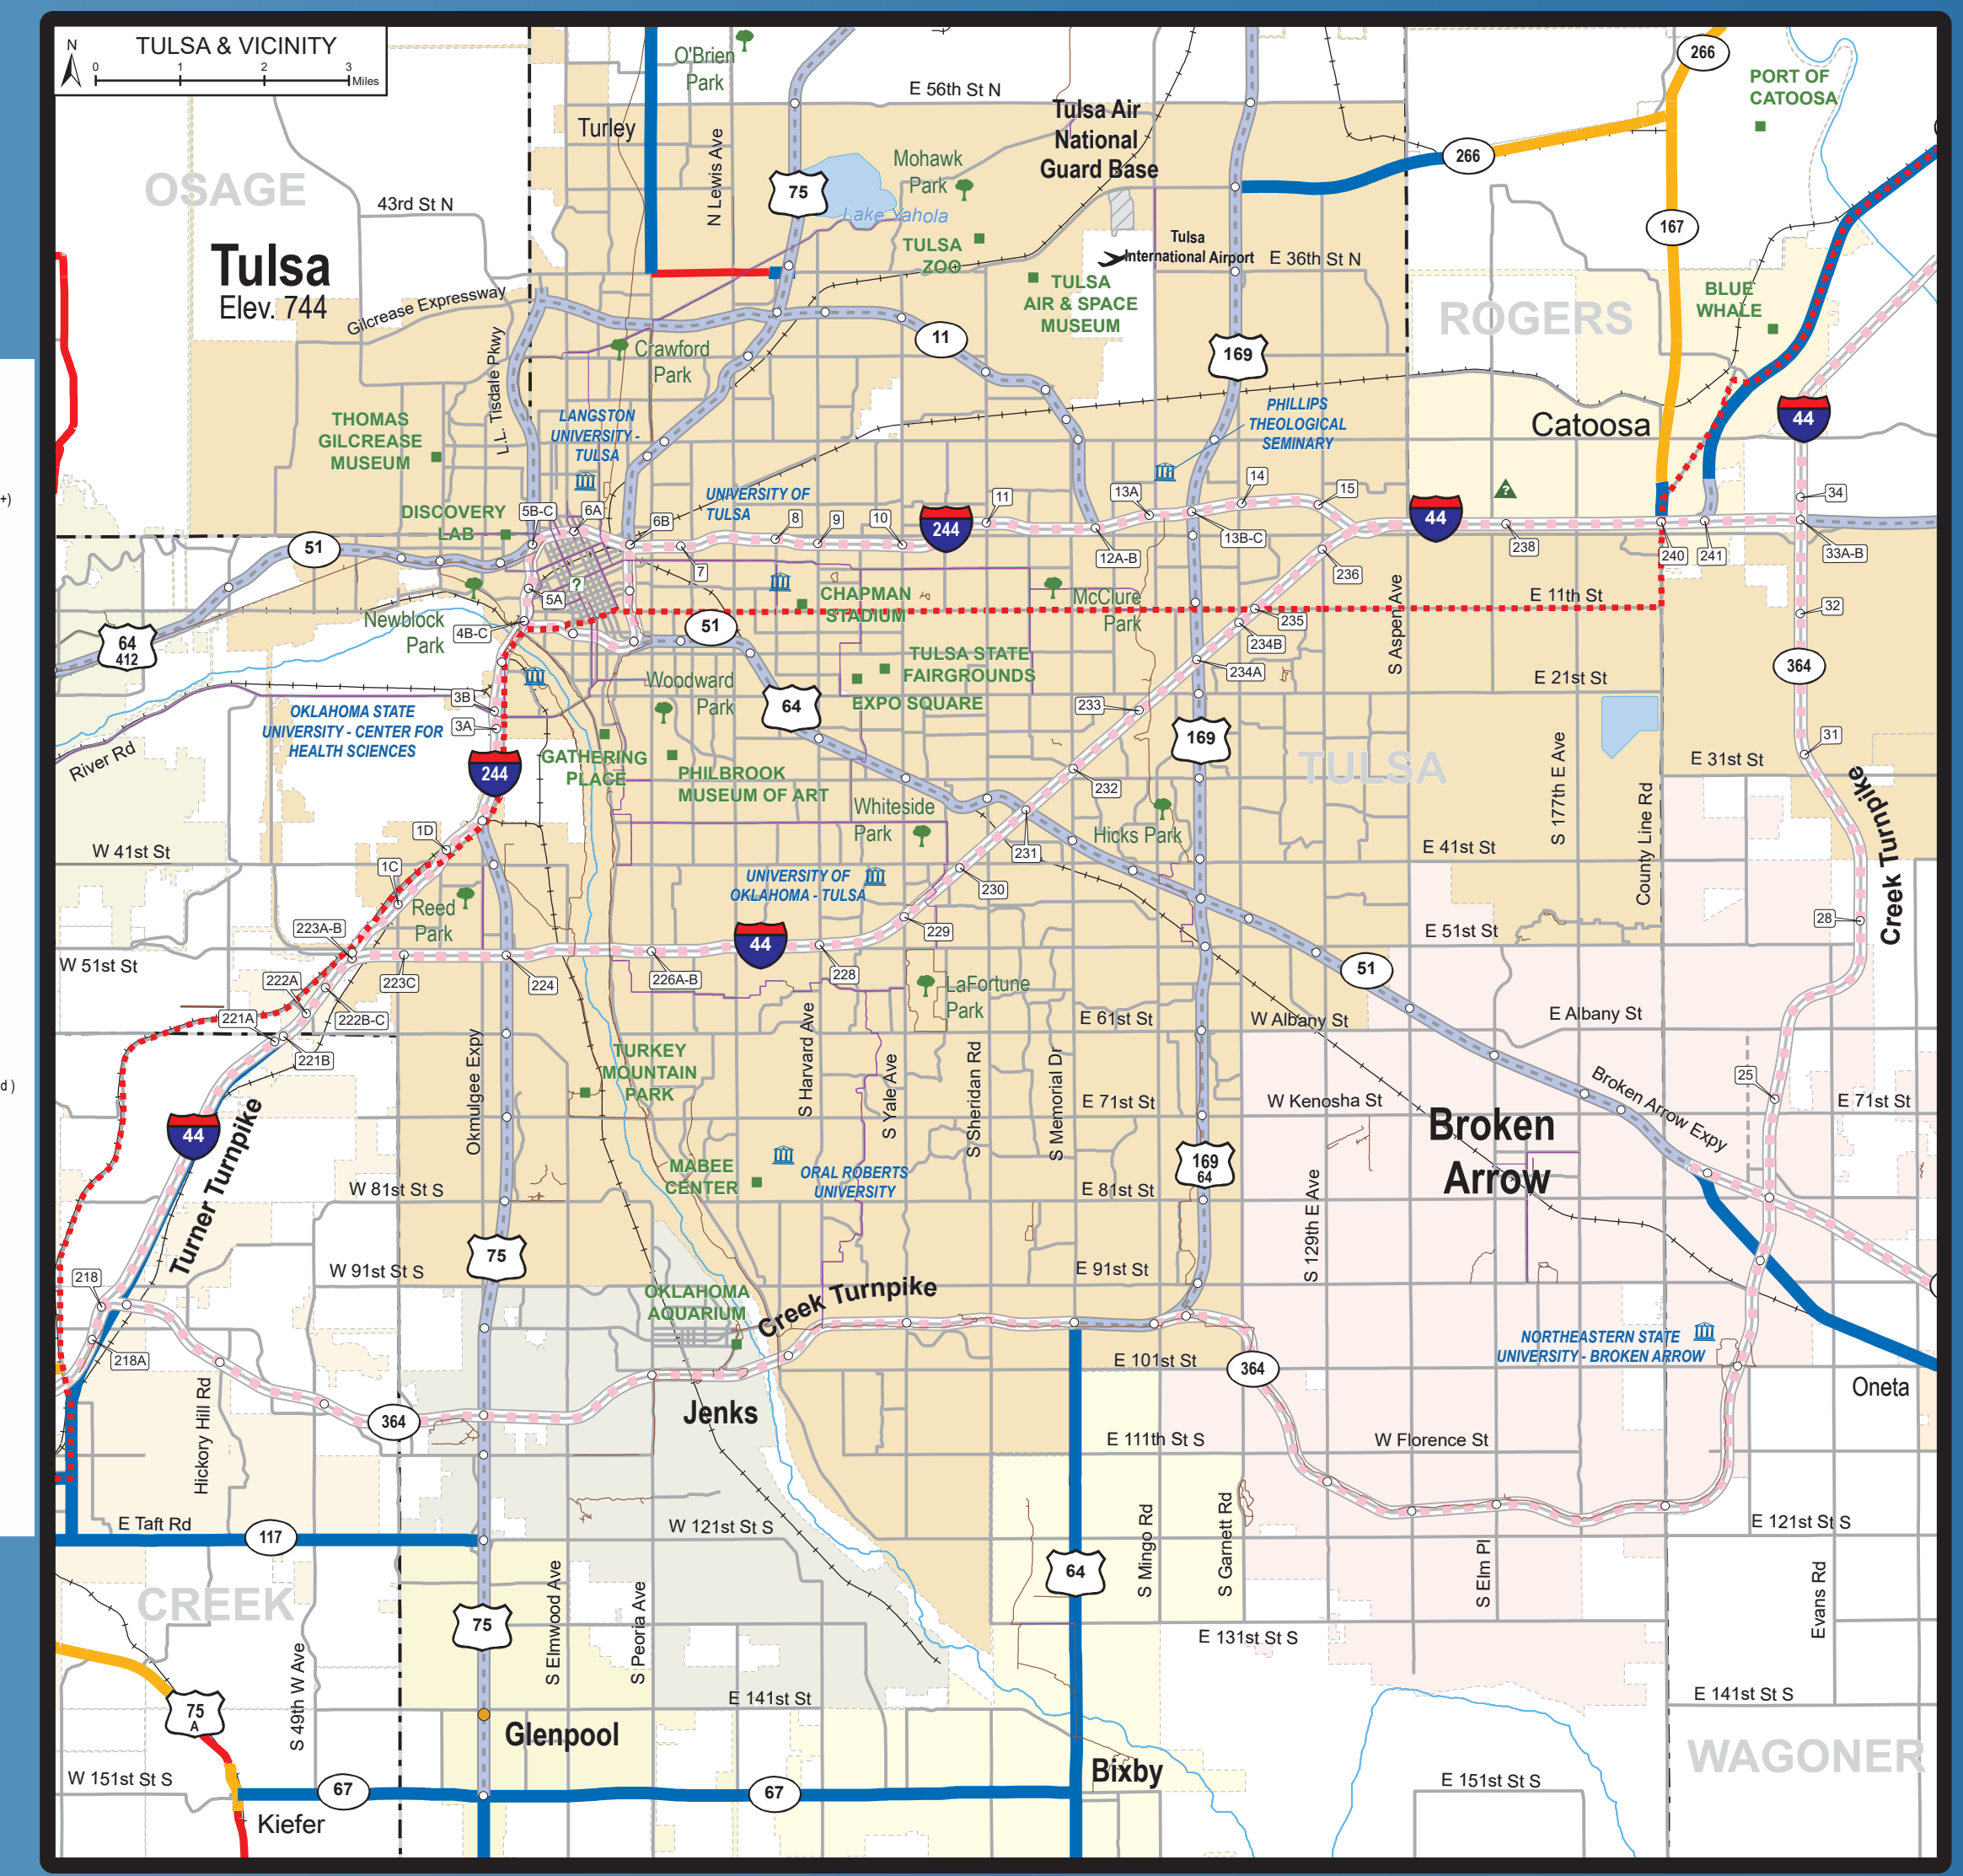 TULSA & VICINITY
N
0 1 2 3
Miles
O'Brien
Park
E 56th St N
266
PORT OF
CATOOSA
Turley
Tulsa Air
National
Guard Base
266
N Lewis Ave
Mohawk
Park
OSAGE
75
43rd St N
Lake Yahola
167
TULSA
ZOO
Tulsa
International Airport
E 36th St N
Tulsa
Elev. 744
TULSA
AIR & SPACE
MUSEUM
BLUE
WHALE
Gilcrease Expressway
ROGERS
11
L.L. Tisdale Pkwy
Crawford
Park
169
THOMAS
GILCREASE
MUSEUM
LANGSTON
UNIVERSITY -
TULSA
PHILLIPS
THEOLOGICAL
SEMINARY
Catoosa
44
+)
UNIVERSITY OF
TULSA
14
15
13A
11
34
DISCOVERY
LAB
5B-C
6A
6B
8
9
10
244
44
?
51
7
12A-B
13B-C
238
240
241
33A-B
236
?
5A
CHAPMAN
STADIUM
McClure
Park
S Aspen Ave
E 11th St
32
64
412
Newblock
Park
4B-C
51
235
234B
TULSA STATE
FAIRGROUNDS
234A
364
E 21st St
Woodward
Park
3B
64
EXPO SQUARE
233
OKLAHOMA STATE
UNIVERSITY - CENTER FOR
HEALTH SCIENCES
3A
169
31
River Rd
GATHERING
PLACE
TULSA
S 177th E Ave
E 31st St
244
PHILBROOK
MUSEUM OF ART
232
County Line Rd
Creek Turnpike
Whiteside
Park
Hicks Park
1D
W 41st St
231
E 41st St
1C
UNIVERSITY OF
OKLAHOMA - TULSA
230
Reed
Park
28
223A-B
229
E 51st St
44
W 51st St
222A
223C
224
226A-B
228
51
LaFortune
Park
221A
222B-C
E 61st St
W Albany St
E Albany St
221B
Okmulgee Expy
S Harvard Ave
S Yale Ave
S Sheridan Rd
S Memorial Dr
TURKEY
MOUNTAIN
PARK
d )
25
Broken Arrow Expy
44
E 71st St
W Kenosha St
E 71st St
Turner Turnpike
Broken
Arrow
MABEE
CENTER
ORAL ROBERTS
UNIVERSITY
169
64
W 81st St S
E 81st St
S 129th E Ave
75
W 91st St S
E 91st St
218
OKLAHOMA
AQUARIUM
Creek Turnpike
218A
NORTHEASTERN STATE
UNIVERSITY - BROKEN ARROW
E 101st St
364
Oneta
Hickory Hill Rd
364
Jenks
E 111th St S
W Florence St
E Taft Rd
117
W 121st St S
E 121st St S
S Mingo Rd
S Garnett Rd
S Elm Pl
Evans Rd
64
CREEK
S Elmwood Ave
S Peoria Ave
75
E 131st St S
S 49th W Ave
75
A
E 141st St
E 141st St S
Glenpool
WAGONER
Bixby
W 151st St S
67
67
E 151st St S
Kiefer